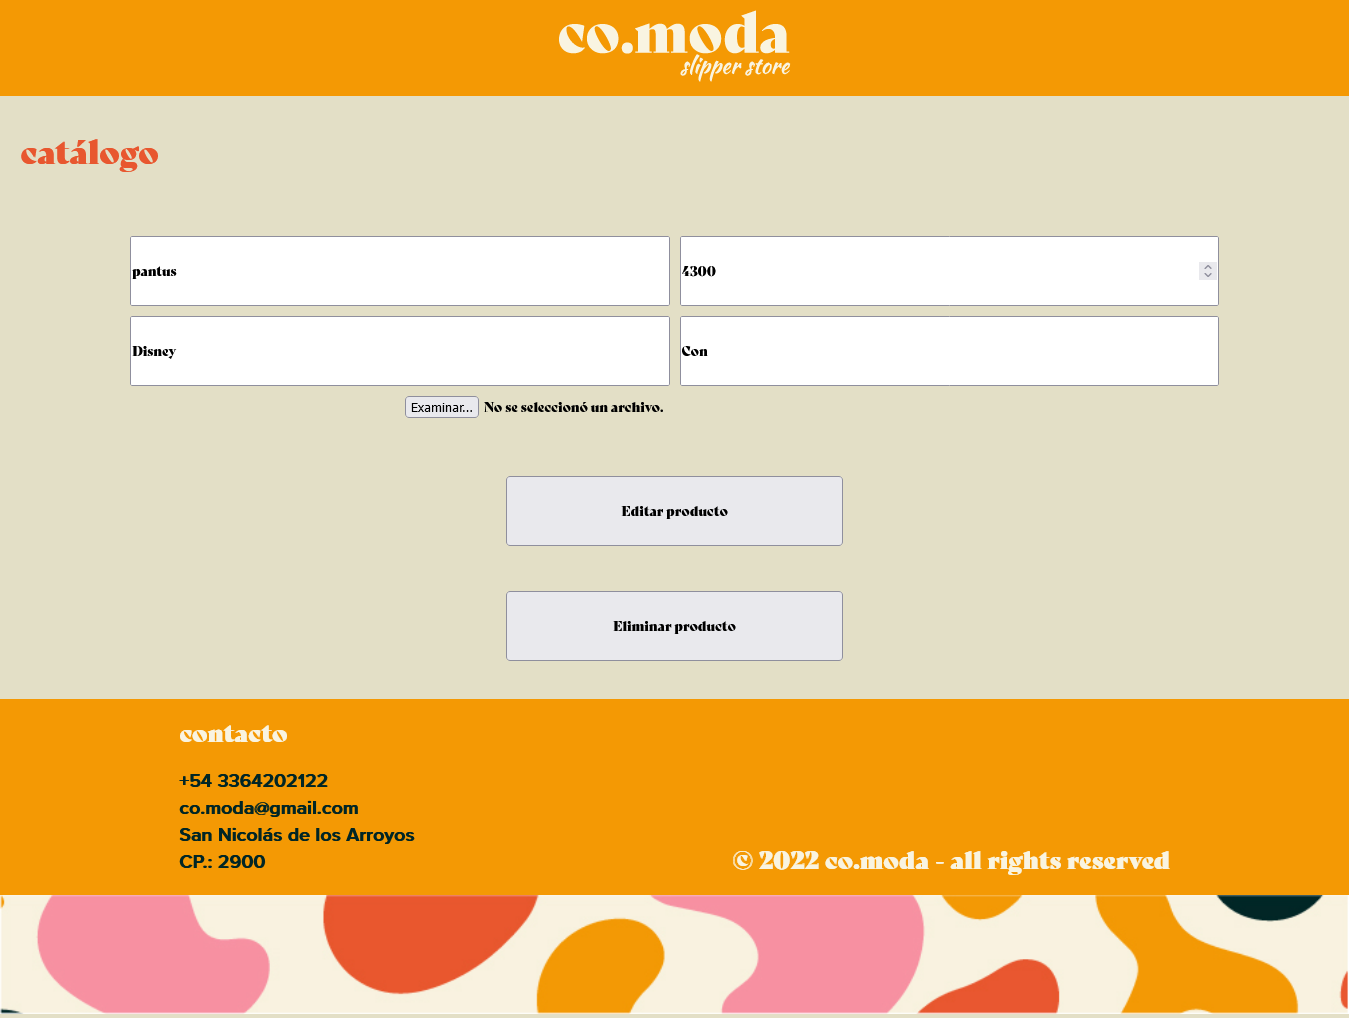 co.moda
slipper store
catálogo
pantus
4300
Disney
Con
Examinar...
No se seleccionó un archivo.
Editar producto
Eliminar producto
contacto
+54 3364202122
co.moda@gmail.com
San Nicolás de los Arroyos
CP.: 2900
© 2022 co.moda - all rights reserved